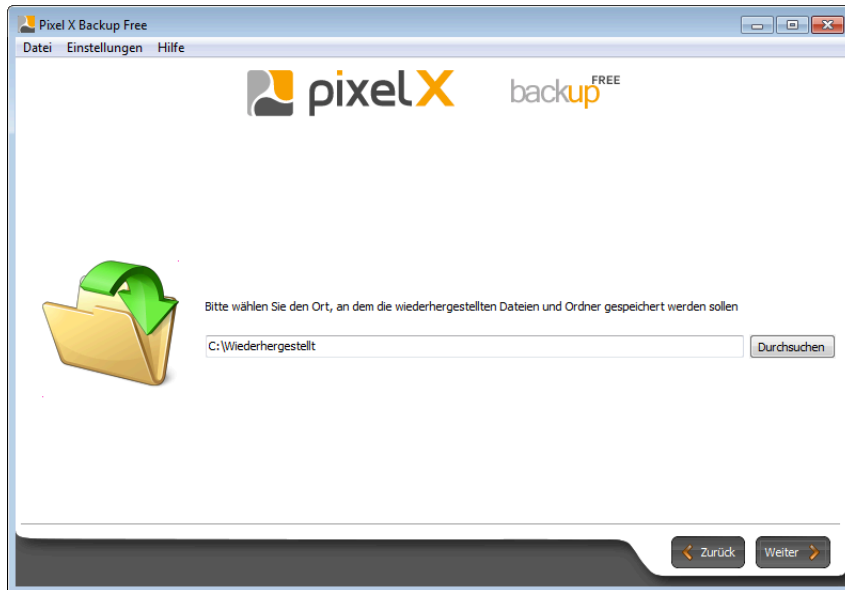 Pixel X Backup Free
Datei Einstellungen Hilfe
pixelX backup FREE
Bitte wählen Sie den Ort, an dem die wiederhergestellten Dateien und Ordner gespeichert werden sollen
C:\Wiederhergestellt Durchsuchen
Zurück Weiter